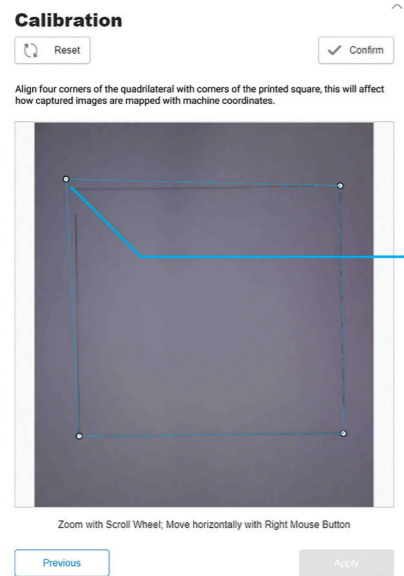 Calibration
Reset
Confirm
Align four corners of the quadrilateral with corners of the printed square, this will affect
how captured images are mapped with machine coordinates.
Zoom with Scroll Wheel; Move horizontally with Right Mouse Button
Previous
Apply